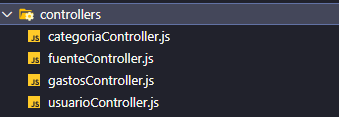 controllers
JS categoriaController.js
JS fuenteController.js
JS gastosController.js
JS usuarioController.js